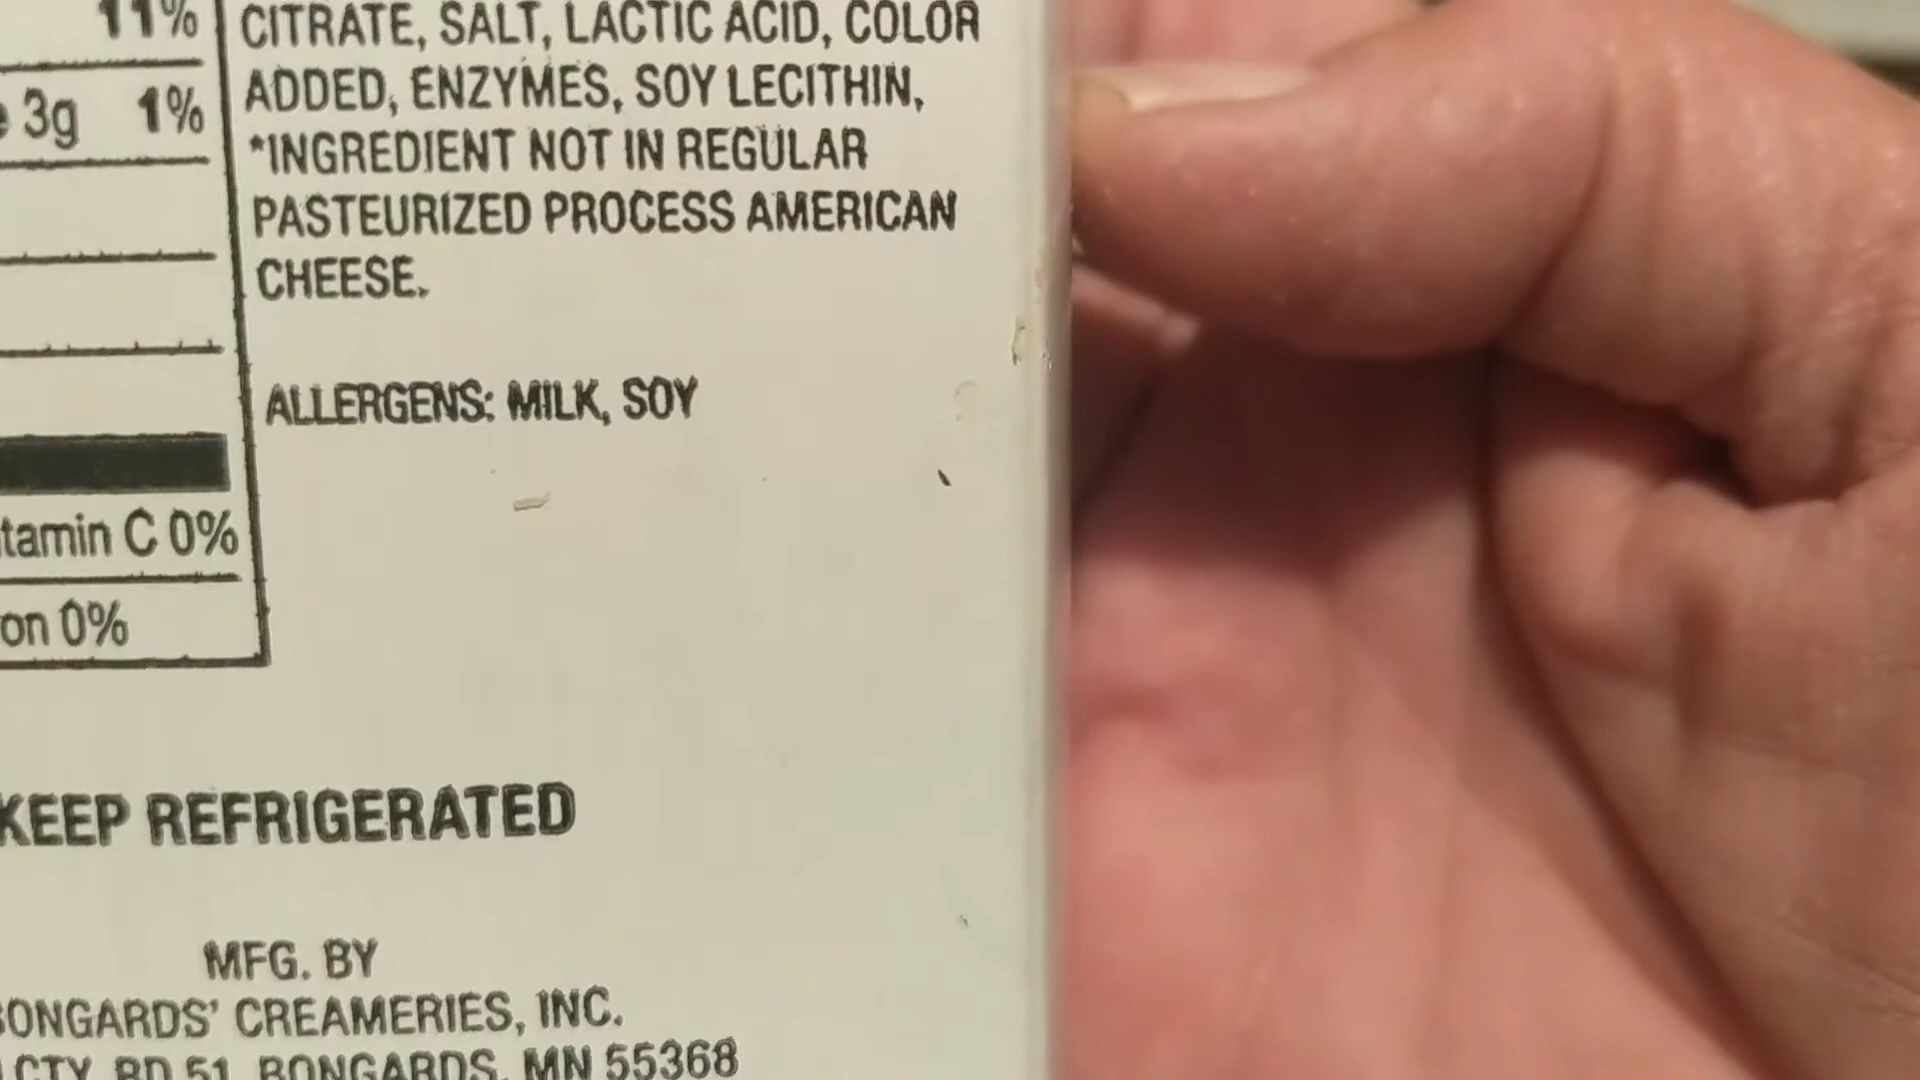 11%
3g 1%
tamin C 0%
on 0%
CITRATE, SALT, LACTIC ACID, COLOR
ADDED, ENZYMES, SOY LECITHIN,
*INGREDIENT NOT IN REGULAR
PASTEURIZED PROCESS AMERICAN
CHEESE.
ALLERGENS: MILK, SOY
KEEP REFRIGERATED
MFG. BY
BONGARDS' CREAMERIES, INC.
CTY. RD 51, BONGARDS, MN 55368